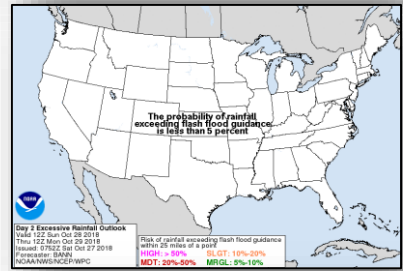 The probability of rainfall
exceeding flash flood guidance
is less than 5 percent
NOAA
Day 2 Excessive Rainfall Outlook
Valid 12Z Sun Oct 28 2018
Thru 12Z Mon Oct 29 2018
Issued: 0752Z Sat Oct 27 2018
Forecaster: BANN
NOAA/NWS/NCEP/WPC
Risk of rainfall exceeding flash flood guidance
within 25 miles of a point
HIGH: > 50% SLGT: 10%-20%
MDT: 20%-50% MRGL: 5%-10%